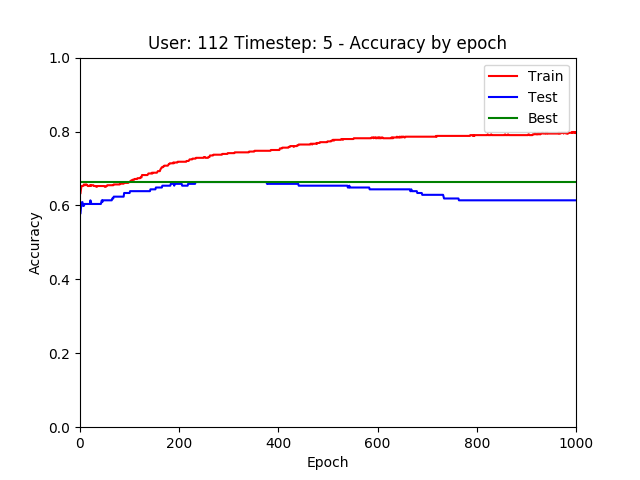 User: 112 Timestep: 5 - Accuracy by epoch
1.0
0.8
0.6
0.4
0.2
0.0
Accuracy
Train
Test
Best
0 200 400 600 800 1000
Epoch